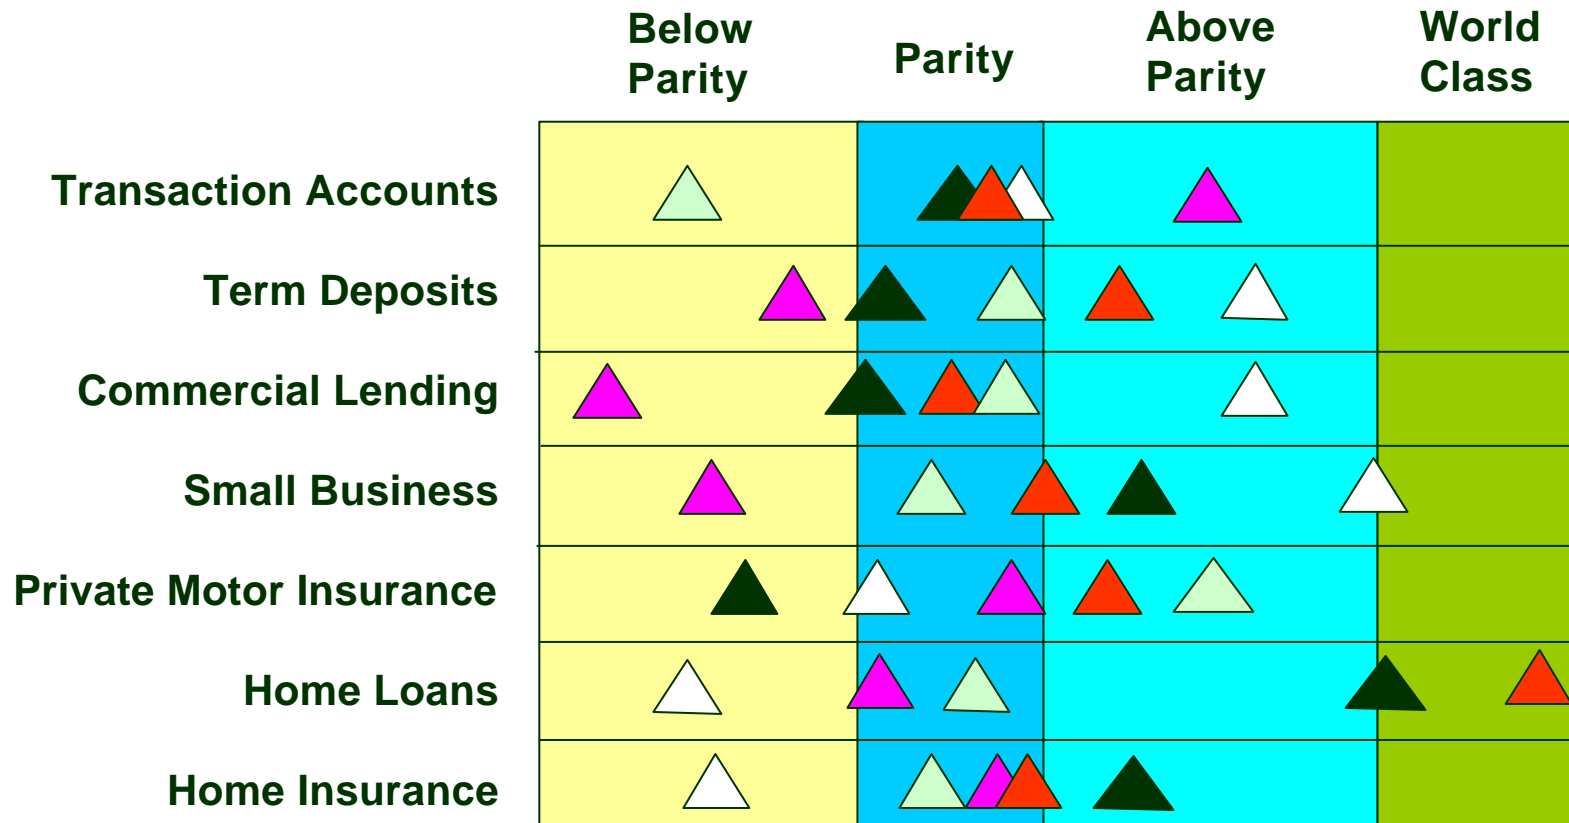 Below
Parity
Parity
Above
Parity
World
Class
Transaction Accounts
Term Deposits
Commercial Lending
Small Business
Private Motor Insurance
Home Loans
Home Insurance